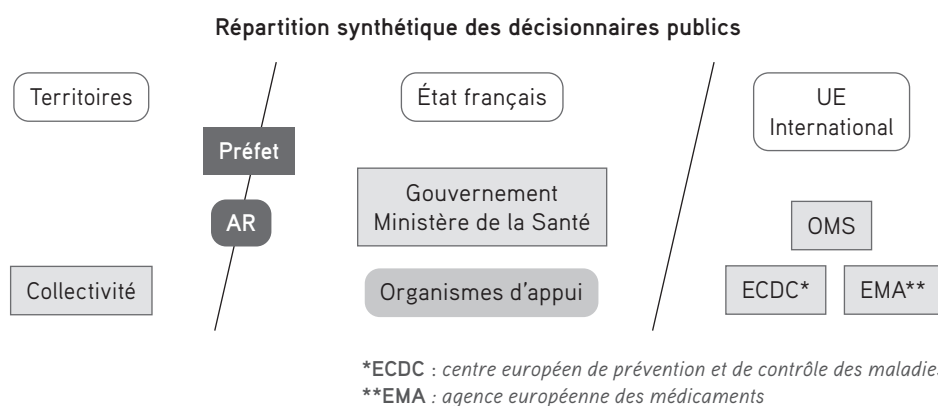 Répartition synthétique des décisionnaires publics
Territoires
État français
UE
International
Préfet
Gouvernement
Ministère de la Santé
AR
OMS
Collectivité
Organismes d'appui
ECDC*
EMA**
*ECDC : centre européen de prévention et de contrôle des maladies
**EMA : agence européenne des médicaments